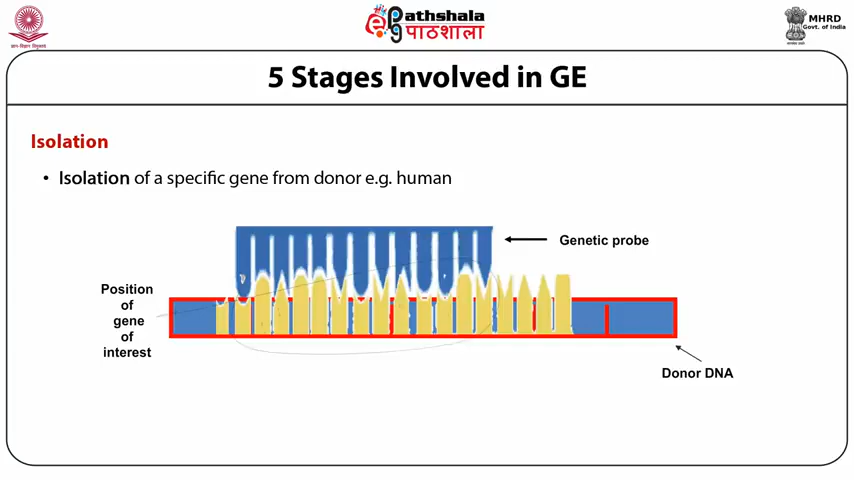 ePathshala
पाठशाला
MHRD
Govt. of India
5 Stages Involved in GE
Isolation
• Isolation of a specific gene from donor e.g. human
Genetic probe
Position
of
gene
of
interest
Donor DNA